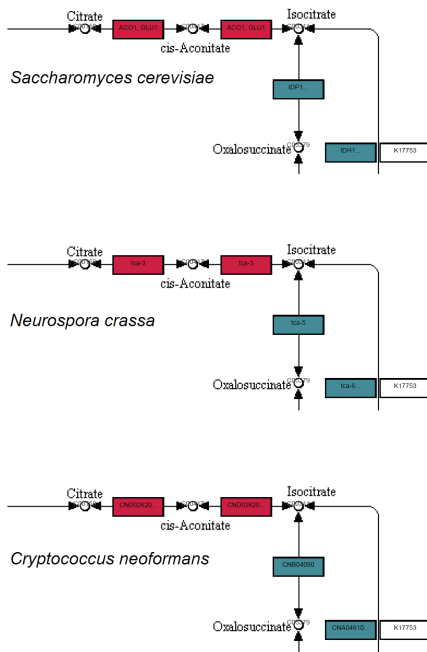 Citrate
Isocitrate
ACO1, GLU1
ACO1, GLU1
cis-Aconitate
Saccharomyces cerevisiae
IDP1...
Oxalosuccinate
IDH1...
K17753
Citrate
Isocitrate
tca-3
tca-3
cis-Aconitate
Neurospora crassa
tca-5
Oxalosuccinate
tca-6...
K17753
Citrate
Isocitrate
CND02520...
cis-Aconitate
Cryptococcus neoformans
CNB04090
Oxalosuccinate
CNA04610...
K17753